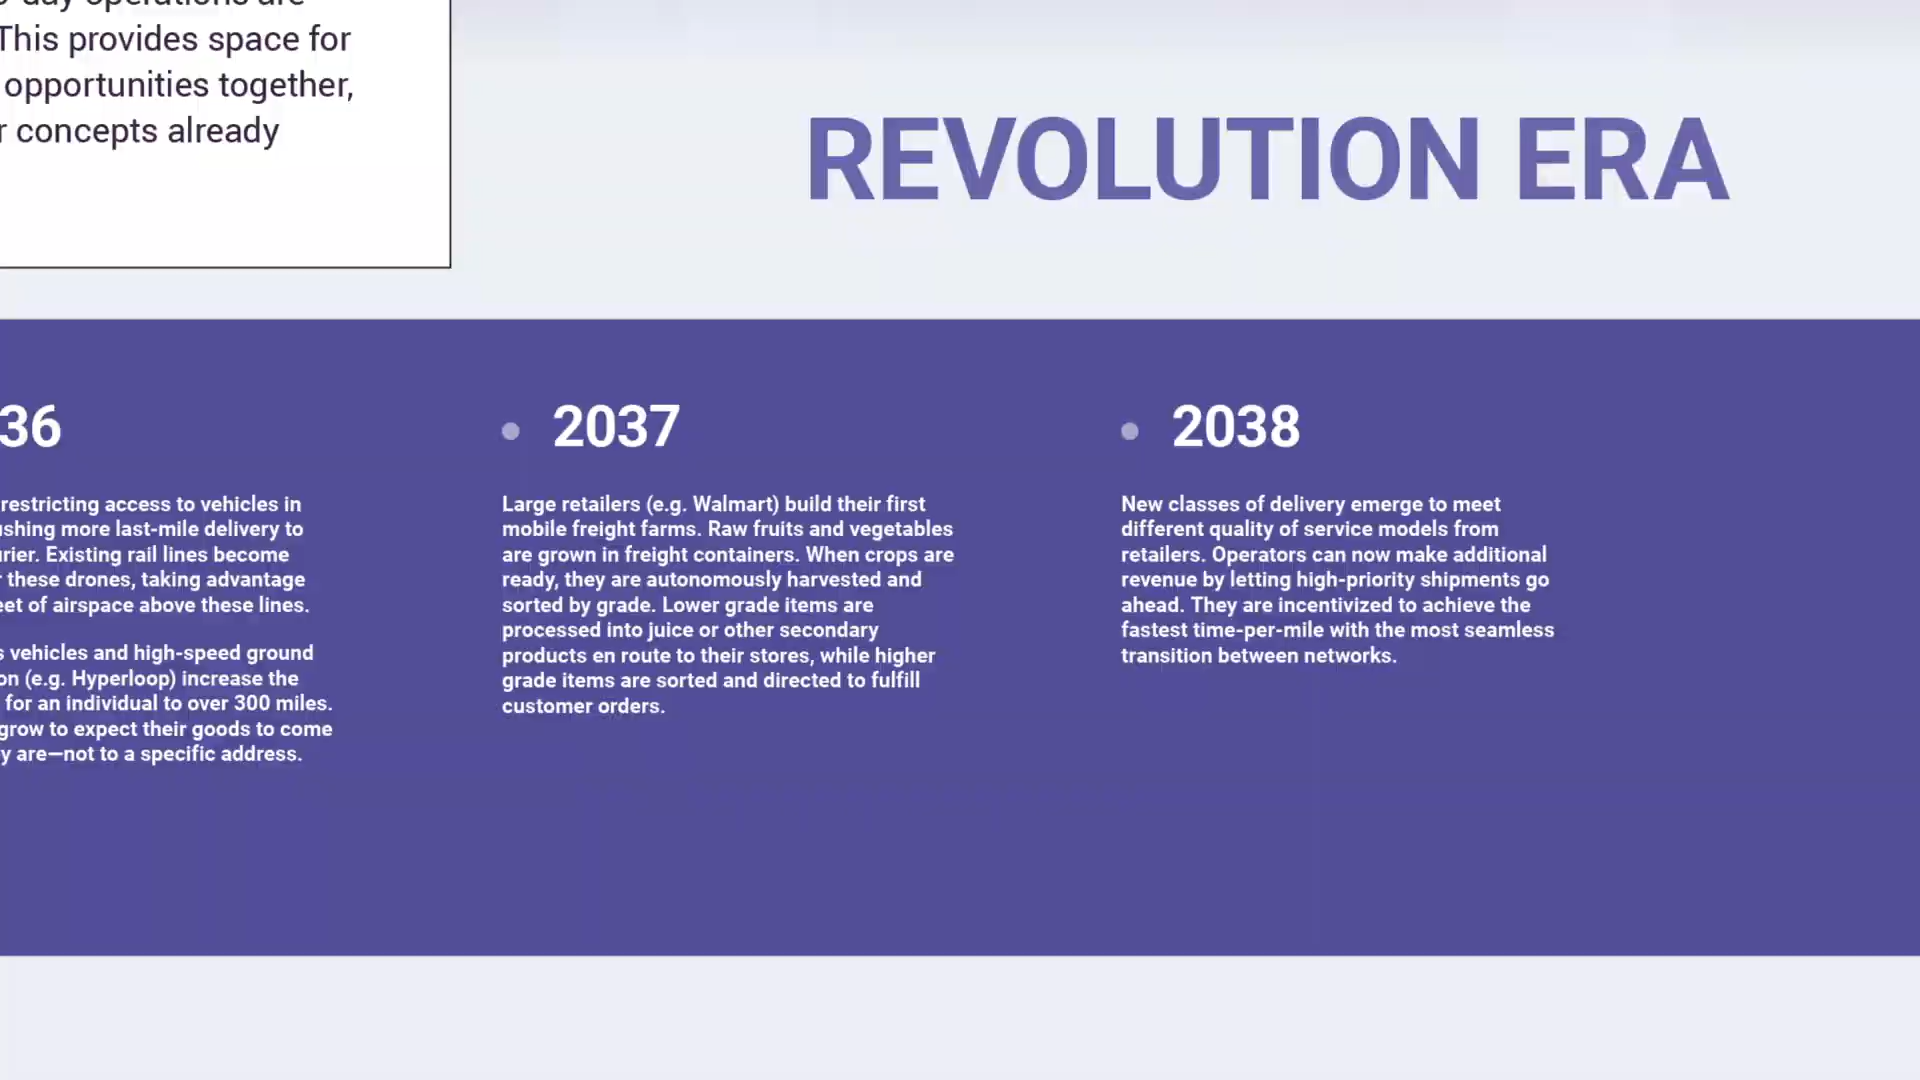 This provides space for
opportunities together,
concepts already
REVOLUTION ERA
36
restricting access to vehicles in
more last-mile delivery to
Existing rail lines become
these drones, taking advantage
of airspace above these lines.
vehicles and high-speed ground
(e.g. Hyperloop) increase the
for an individual to over 300 miles.
grow to expect their goods to come
are—not to a specific address.
2037
Large retailers (e.g. Walmart) build their first
mobile freight farms. Raw fruits and vegetables
are grown in freight containers. When crops are
ready, they are autonomously harvested and
sorted by grade. Lower grade items are
processed into juice or other secondary
products en route to their stores, while higher
grade items are sorted and directed to fulfill
customer orders.
2038
New classes of delivery emerge to meet
different quality of service models from
retailers. Operators can now make additional
revenue by letting high-priority shipments go
ahead. They are incentivized to achieve the
fastest time-per-mile with the most seamless
transition between networks.